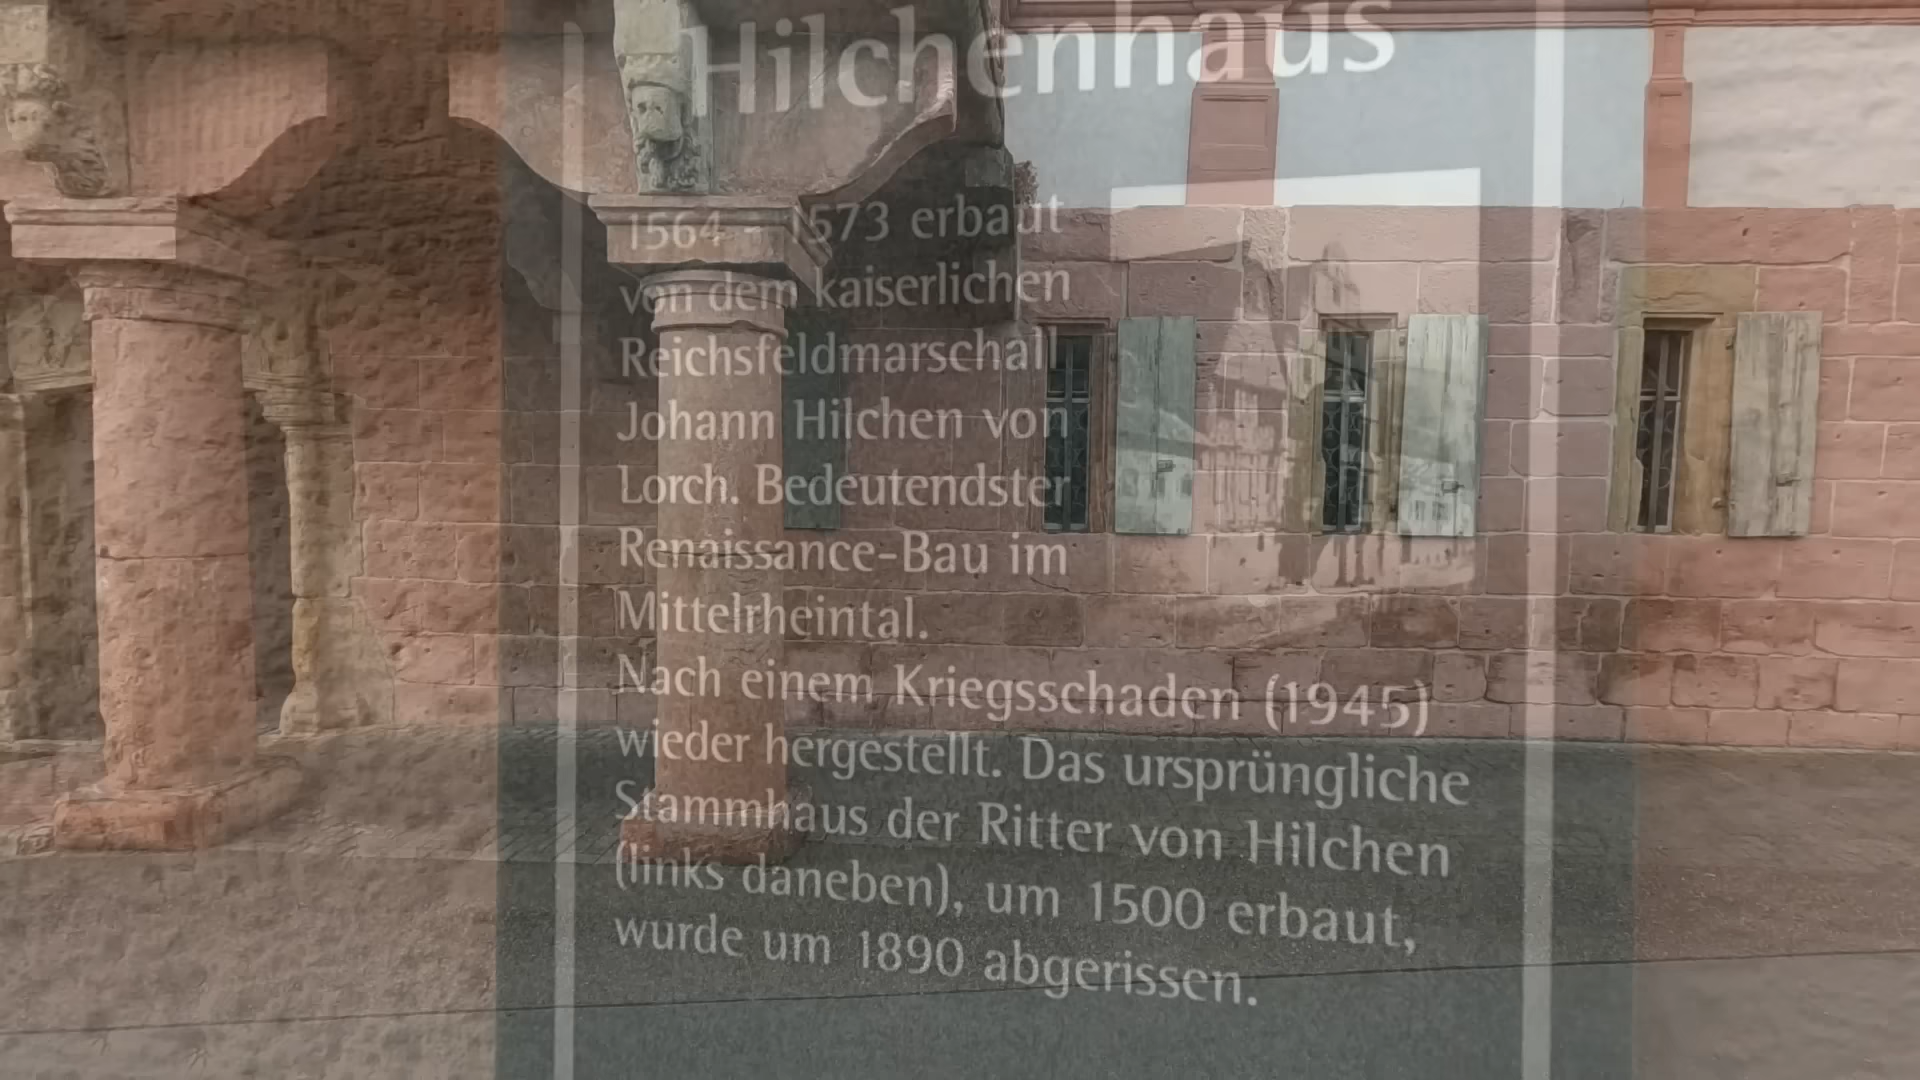 Hilchenhaus
1564 - 1573 erbaut
von dem kaiserlichen
Reichsfeldmarschall
Johann Hilchen von
Lorch. Bedeutendster
Renaissance-Bau im
Mittelrheintal.
Nach einem Kriegsschaden (1945)
wieder hergestellt. Das ursprüngliche
Stammhaus der Ritter von Hilchen
(links daneben), um 1500 erbaut,
wurde um 1890 abgerissen.